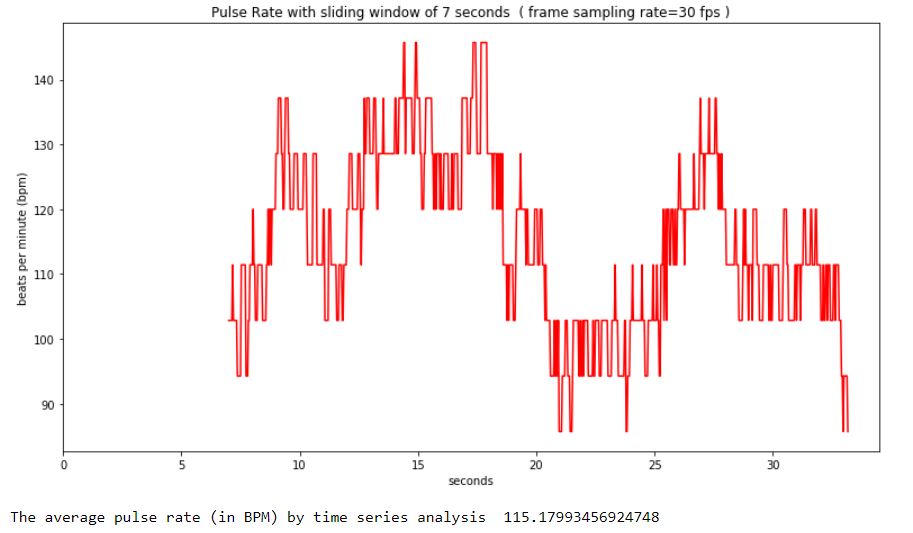 Pulse Rate with sliding window of 7 seconds  ( frame sampling rate=30 fps )
140
130
120
110
100
90
beats per minute (bpm)
0 5 10 15 20 25 30
seconds
The average pulse rate (in BPM) by time series analysis  115.17993456924748